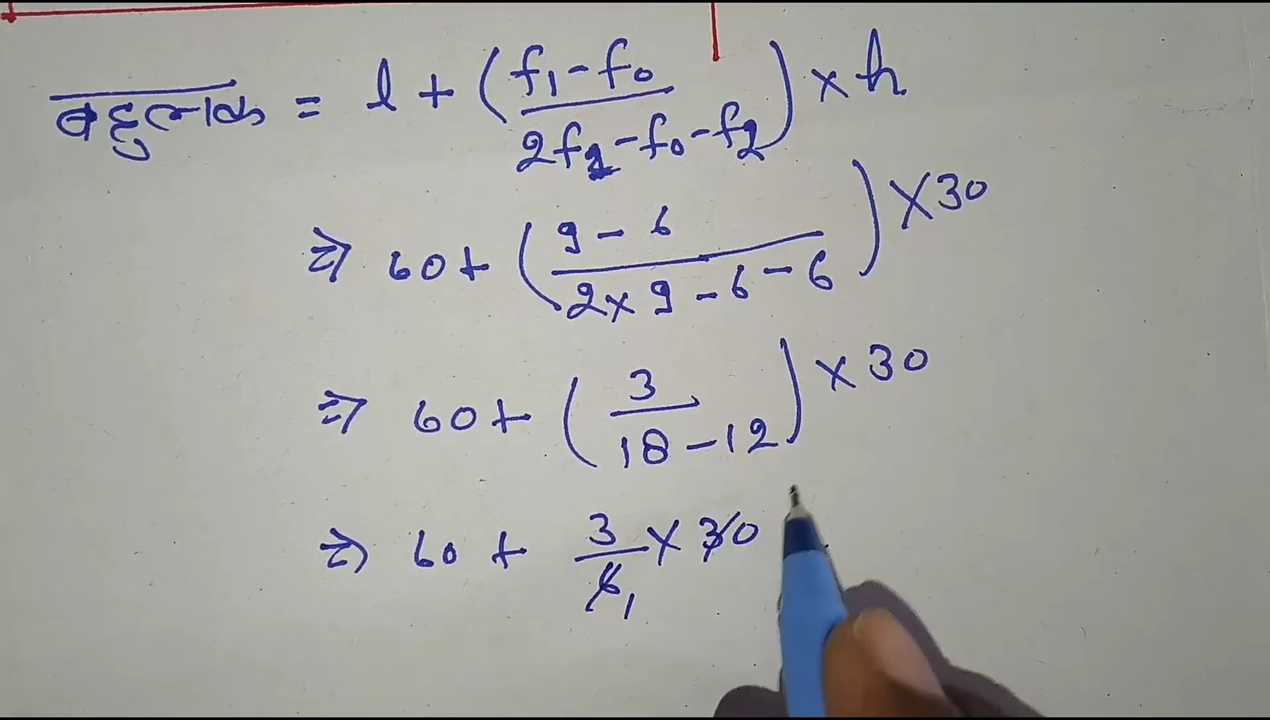 बहुलक = l + (f₁ - f₀ / 2f₁ - f₀ - f₂) × h
⇒ 60 + (9 - 6 / 2 × 9 - 6 - 6) × 30
⇒ 60 + (3 / 18 - 12) × 30
⇒ 60 + 3 / 6 1 × 30